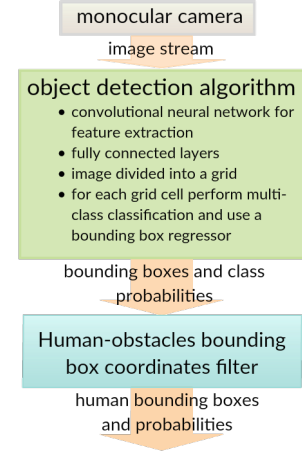 monocular camera
image stream
object detection algorithm
• convolutional neural network for
feature extraction
• fully connected layers
• image divided into a grid
• for each grid cell perform multi-
class classification and use a
bounding box regressor
bounding boxes and class
probabilities
Human-obstacles bounding
box coordinates filter
human bounding boxes
and probabilities